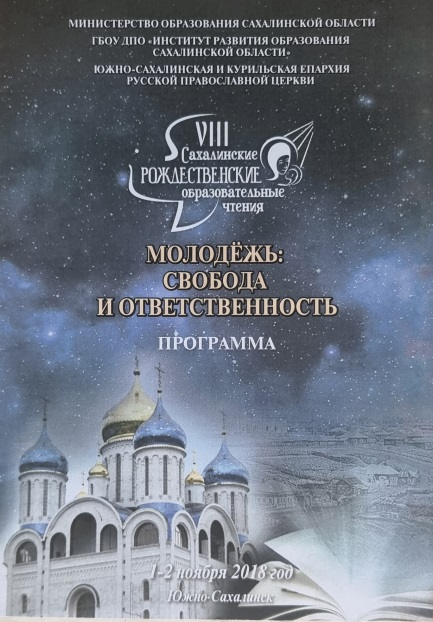 МИНИСТЕРСТВО ОБРАЗОВАНИЯ САХАЛИНСКОЙ ОБЛАСТИ
ГБОУ ДПО «ИНСТИТУТ РАЗВИТИЯ ОБРАЗОВАНИЯ
САХАЛИНСКОЙ ОБЛАСТИ»
ЮЖНО-САХАЛИНСКАЯ И КУРИЛЬСКАЯ ЕПАРХИЯ
РУССКОЙ ПРАВОСЛАВНОЙ ЦЕРКВИ
VIII
Сахалинские
РОЖДЕСТВЕНСКИЕ
образовательные
чтения
МОЛОДЁЖЬ:
СВОБОДА
И ОТВЕТСТВЕННОСТЬ
ПРОГРАММА
1-2 ноября 2018 год
Южно-Сахалинск